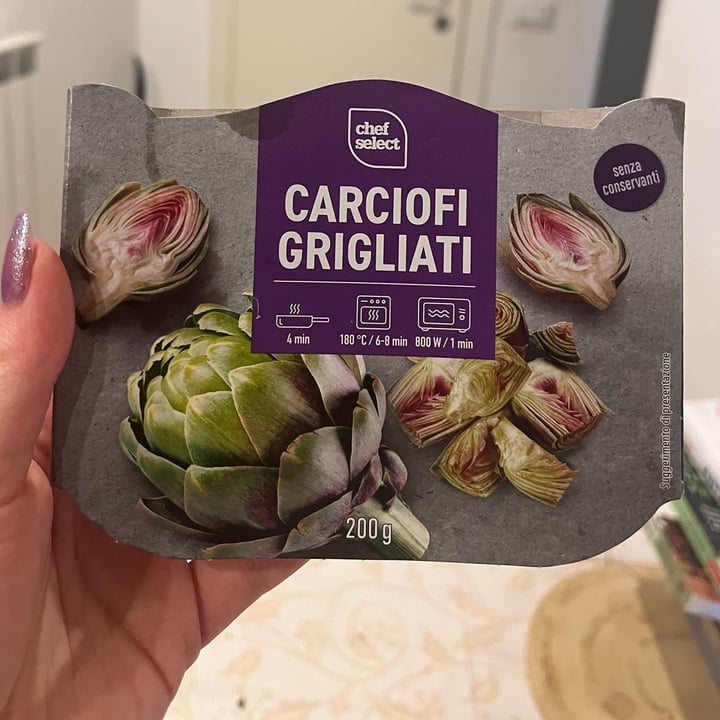 chef
select
senza
conservanti
CARCIOFI
GRIGLIATI
4 min
180 °C / 6-8 min
800 W / 1 min
Suggerimento di presentazione
200 g